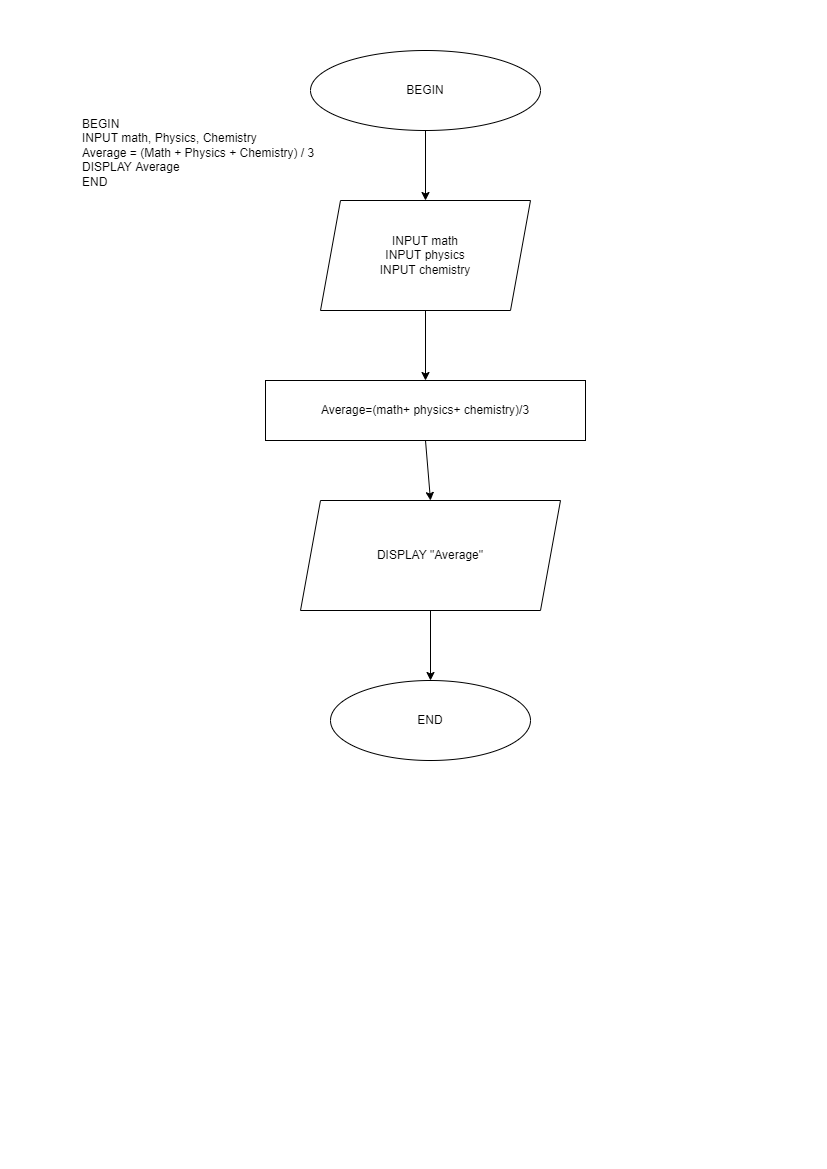 BEGIN
BEGIN
INPUT math, Physics, Chemistry
Average = (Math + Physics + Chemistry) / 3
DISPLAY Average
END
INPUT math
INPUT physics
INPUT chemistry
Average=(math+ physics+ chemistry)/3
DISPLAY "Average"
END